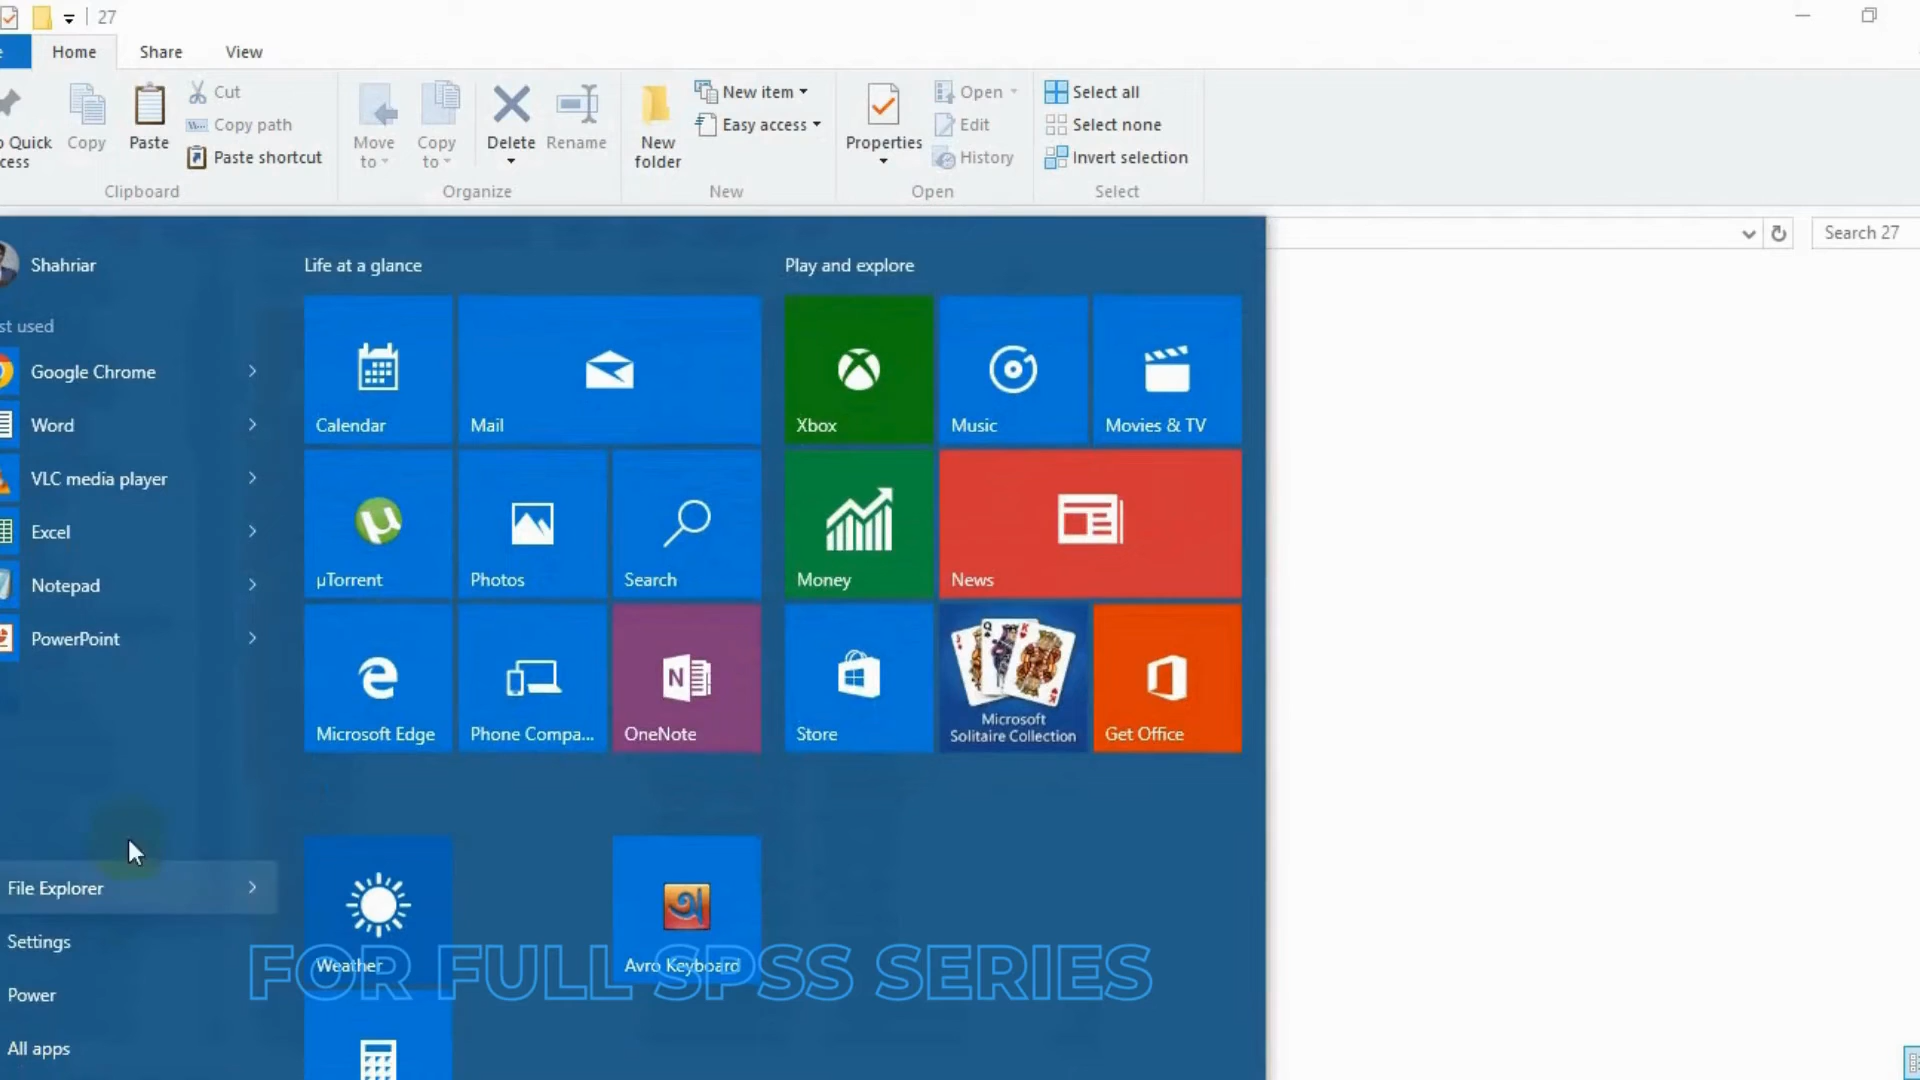 27
Home
Share
View
Cut
Copy path
Paste shortcut
Quick
Copy
Paste
Clipboard
Move
to
Copy
to
Delete
Rename
Organize
New
folder
New item
Easy access
New
Properties
Open
Edit
History
Open
Select all
Select none
Invert selection
Select
Search 27
Shahriar
used
Google Chrome
Word
VLC media player
Excel
Notepad
PowerPoint
File Explorer
Settings
Power
All apps
Life at a glance
Calendar
Mail
µTorrent
Photos
Search
Microsoft Edge
Phone Compa...
N
OneNote
Weather
Avro Keyboard
Play and explore
Xbox
Music
Movies & TV
Money
News
Store
Microsoft
Solitaire Collection
Get Office
FOR FULL SPSS SERIES